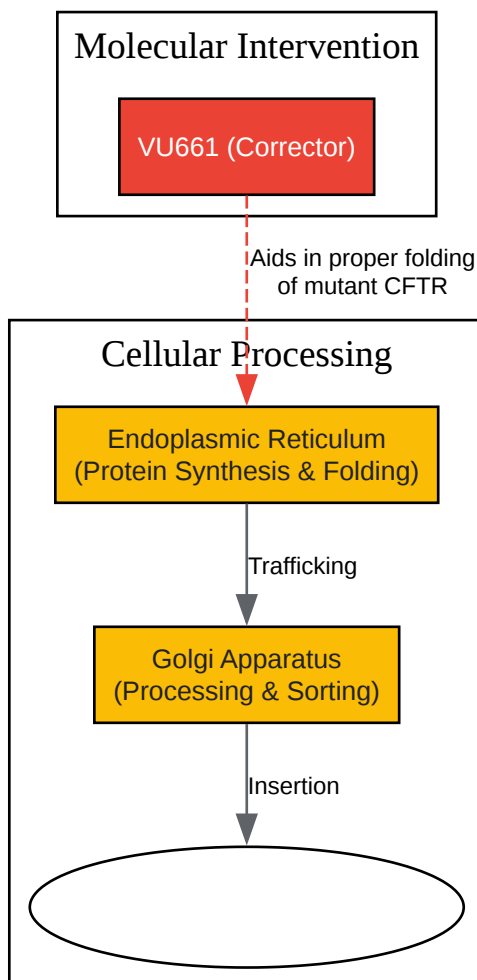 Molecular Intervention
VU661 (Corrector)
Aids in proper folding
of mutant CFTR
Cellular Processing
Endoplasmic Reticulum
(Protein Synthesis & Folding)
Trafficking
Golgi Apparatus
(Processing & Sorting)
Insertion